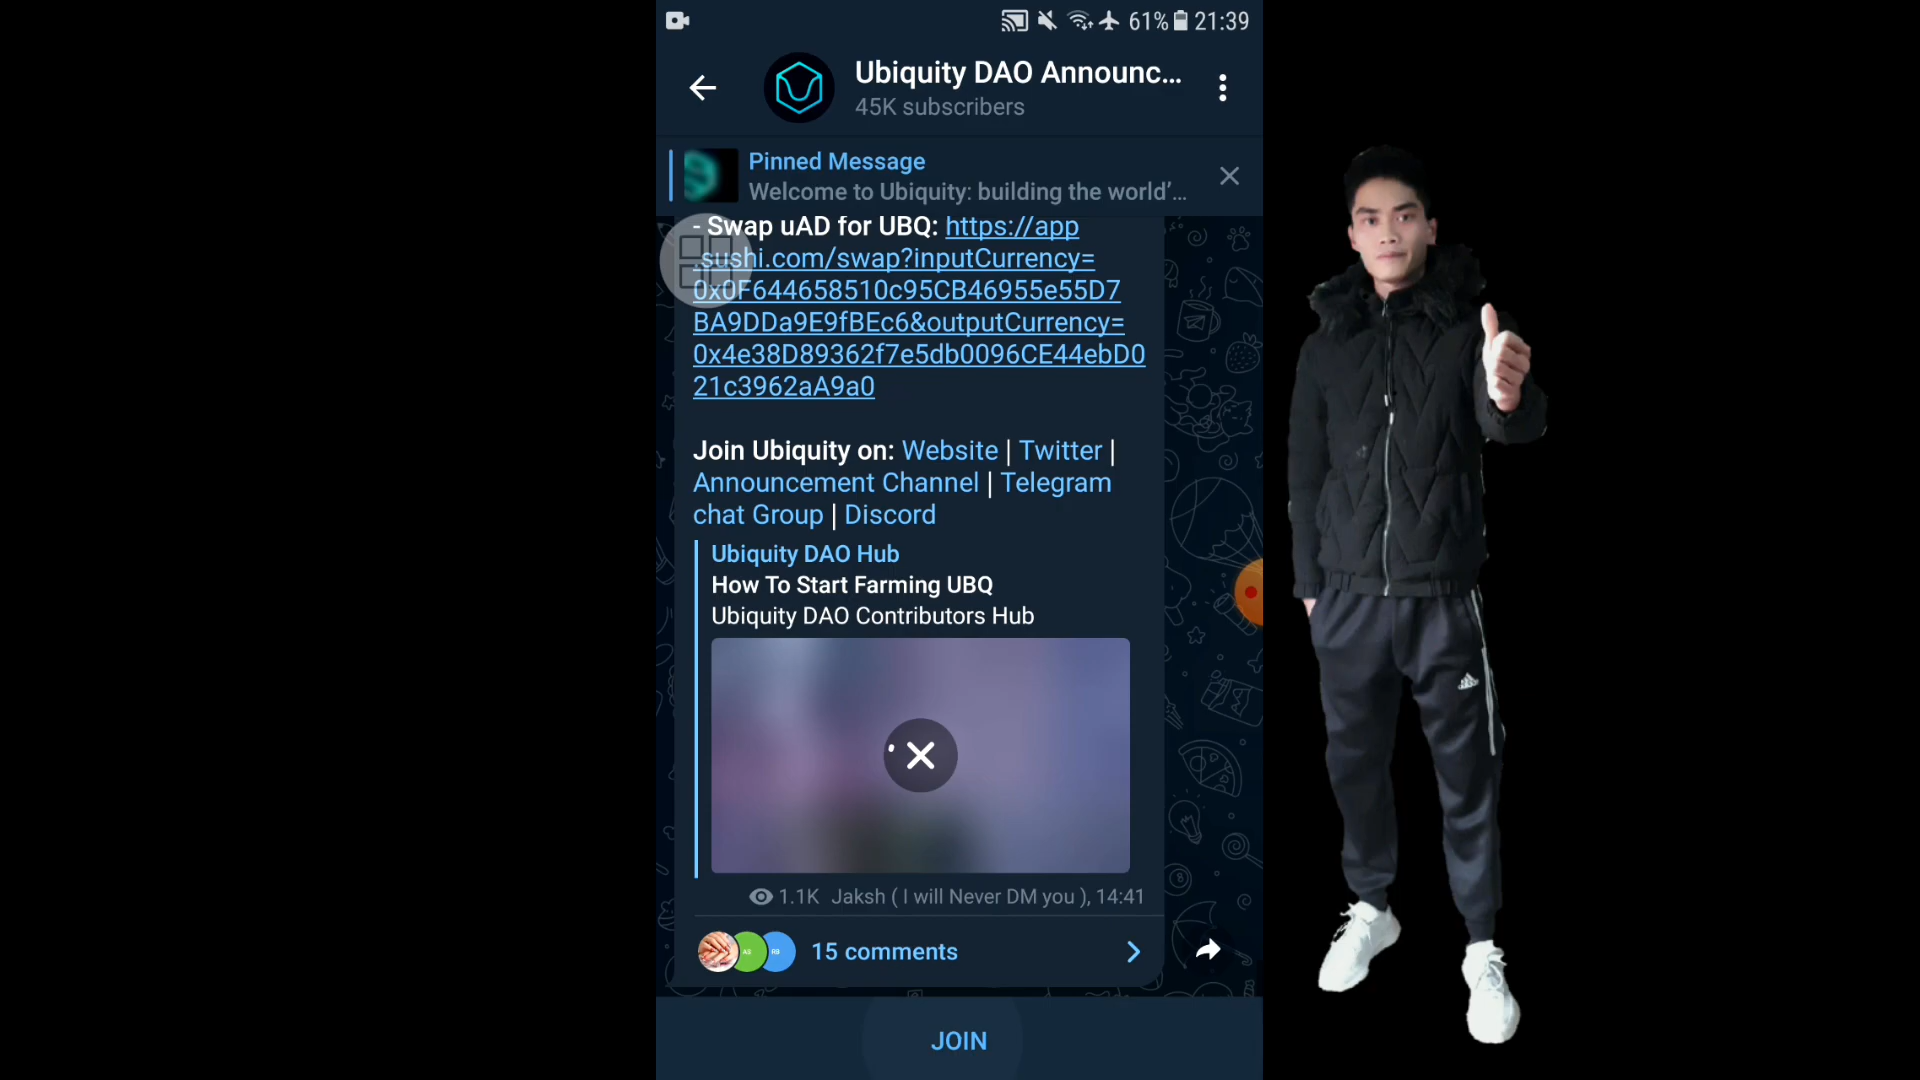 61% 21:39
Ubiquity DAO Announc...
45K subscribers
Pinned Message
Welcome to Ubiquity: building the world’...
- Swap uAD for UBQ: https://app
.sushi.com/swap?inputCurrency=
0x0F644658510c95CB46955e55D7
BA9DDa9E9fBEc6&outputCurrency=
0x4e38D89362f7e5db0096CE44ebD0
21c3962aA9a0
Join Ubiquity on: Website | Twitter |
Announcement Channel | Telegram
chat Group | Discord
Ubiquity DAO Hub
How To Start Farming UBQ
Ubiquity DAO Contributors Hub
1.1K Jaksh ( I will Never DM you ), 14:41
AS RB 15 comments
JOIN